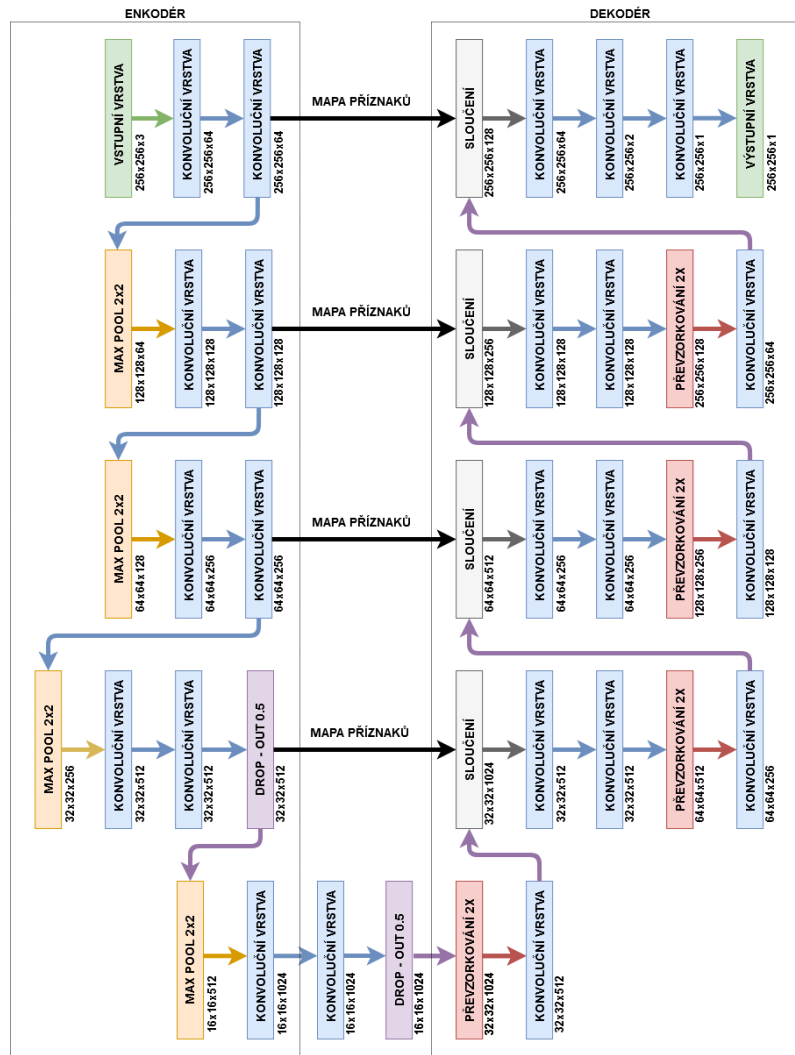 ENKODÉR
DEKODÉR
VSTUPNÍ VRSTVA
256x256x3
KONVOLUČNÍ VRSTVA
256x256x64
KONVOLUČNÍ VRSTVA
256x256x64
MAPA PŘÍZNAKŮ
SLOUČENÍ
256x256x128
KONVOLUČNÍ VRSTVA
256x256x64
KONVOLUČNÍ VRSTVA
256x256x2
KONVOLUČNÍ VRSTVA
256x256x1
VÝSTUPNÍ VRSTVA
256x256x1
MAX POOL 2x2
128x128x64
KONVOLUČNÍ VRSTVA
128x128x128
KONVOLUČNÍ VRSTVA
128x128x128
MAPA PŘÍZNAKŮ
SLOUČENÍ
128x128x256
KONVOLUČNÍ VRSTVA
128x128x128
KONVOLUČNÍ VRSTVA
128x128x128
PŘEVZORKOVÁNÍ 2X
256x256x128
KONVOLUČNÍ VRSTVA
256x256x64
MAX POOL 2x2
64x64x128
KONVOLUČNÍ VRSTVA
64x64x256
KONVOLUČNÍ VRSTVA
64x64x256
MAPA PŘÍZNAKŮ
SLOUČENÍ
64x64x512
KONVOLUČNÍ VRSTVA
64x64x256
KONVOLUČNÍ VRSTVA
64x64x256
PŘEVZORKOVÁNÍ 2X
128x128x256
KONVOLUČNÍ VRSTVA
128x128x128
MAX POOL 2x2
32x32x256
KONVOLUČNÍ VRSTVA
32x32x512
KONVOLUČNÍ VRSTVA
32x32x512
DROP - OUT 0.5
32x32x512
MAPA PŘÍZNAKŮ
SLOUČENÍ
32x32x1024
KONVOLUČNÍ VRSTVA
32x32x512
KONVOLUČNÍ VRSTVA
32x32x512
PŘEVZORKOVÁNÍ 2X
64x64x512
KONVOLUČNÍ VRSTVA
64x64x256
MAX POOL 2x2
16x16x512
KONVOLUČNÍ VRSTVA
16x16x1024
KONVOLUČNÍ VRSTVA
16x16x1024
DROP - OUT 0.5
16x16x1024
PŘEVZORKOVÁNÍ 2X
32x32x1024
KONVOLUČNÍ VRSTVA
32x32x512